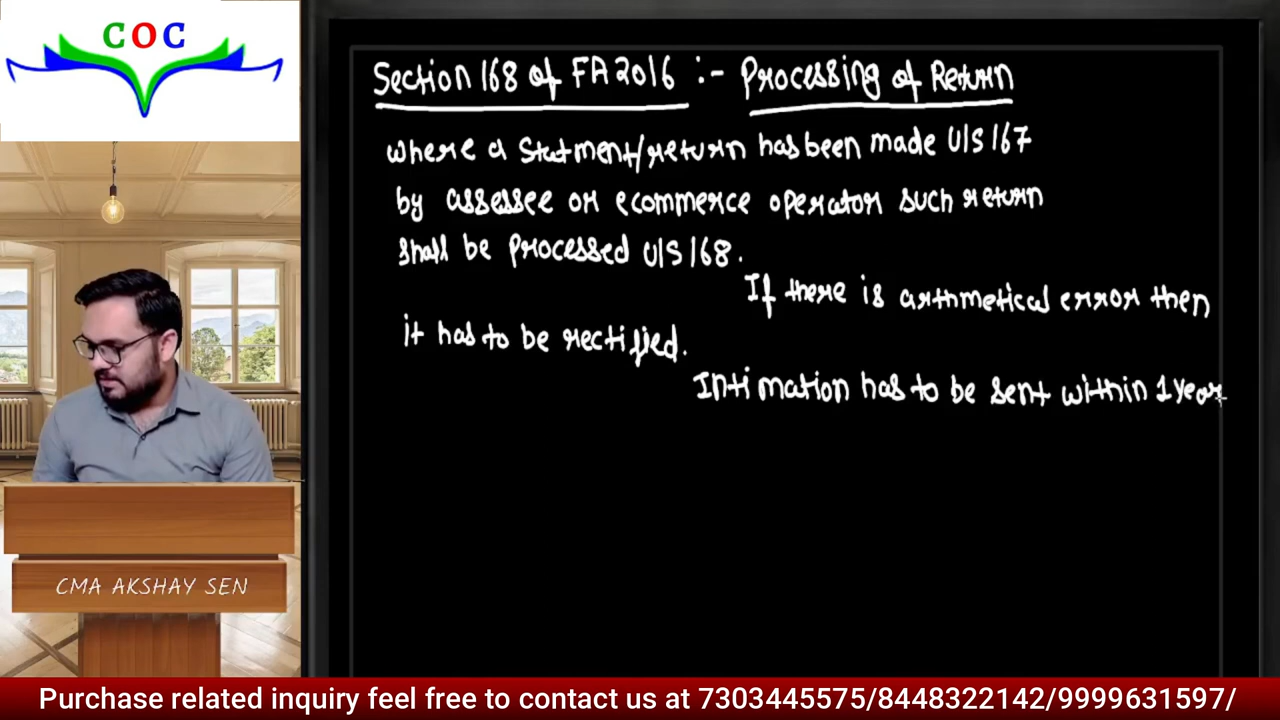 COC
Section 168 of FA 2016 :- Processing of Return
where a Statment/return has been made U/S 167
by assessee or ecommerce operator such return
shall be processed U/S 168.
If there is arthmetical error then
it has to be rectified.
Intimation has to be sent within 1 year
CMA AKSHAY SEN
Purchase related inquiry feel free to contact us at 7303445575/8448322142/9999631597/